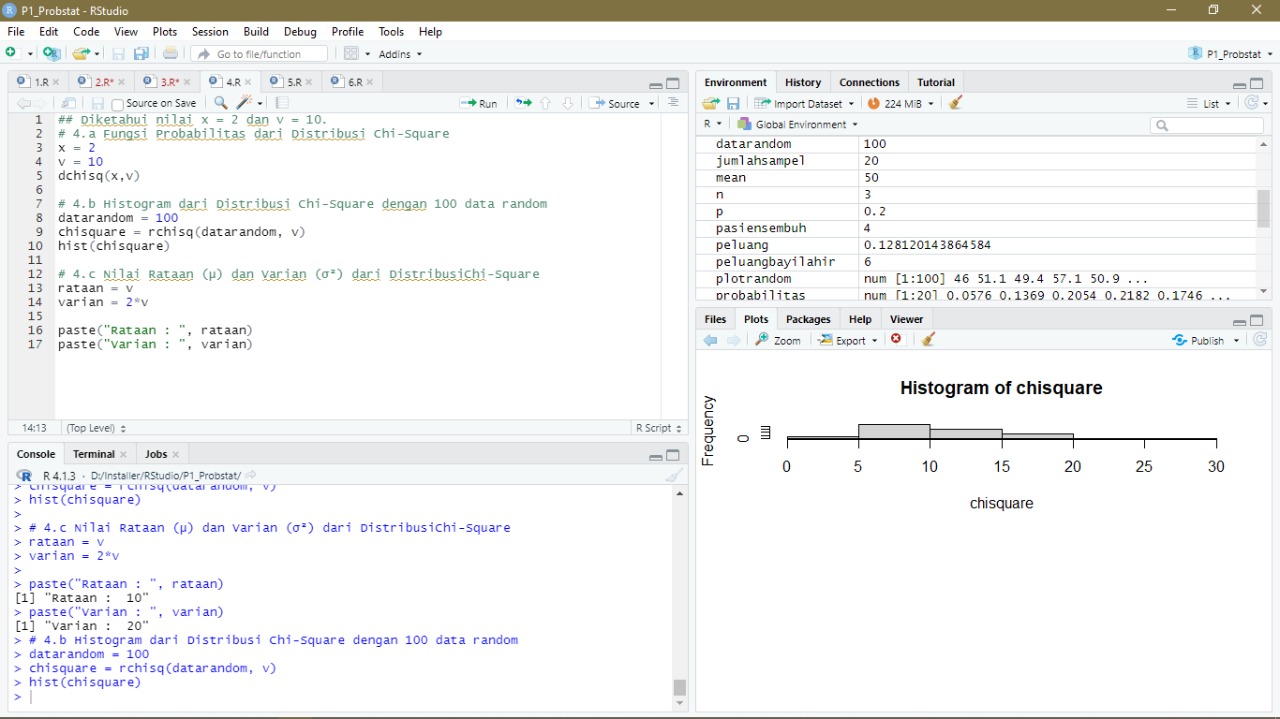 P1_Probstat - RStudio
File Edit Code View Plots Session Build Debug Profile Tools Help
Go to file/function Addins P1_Probstat
1.R 2.R* 3.R* 4.R 5.R 6.R
Source on Save Run Source
1 ## Diketahui nilai x = 2 dan v = 10.
2 # 4.a Fungsi Probabilitas dari Distribusi Chi-Square
3 x = 2
4 v = 10
5 dchisq(x,v)
6
7 # 4.b Histogram dari Distribusi Chi-Square dengan 100 data random
8 datarandom = 100
9 chisquare = rchisq(datarandom, v)
10 hist(chisquare)
11
12 # 4.c Nilai Rataan (μ) dan Varian (σ²) dari DistribusiChi-Square
13 rataan = v
14 varian = 2*v
15
16 paste("Rataan : ", rataan)
17 paste("Varian : ", varian)
14:13 (Top Level) R Script
Console Terminal Jobs
R 4.1.3 · D:/Installer/RStudio/P1_Probstat/
> chisquare = rchisq(datarandom, v)
> hist(chisquare)
>
> # 4.c Nilai Rataan (μ) dan Varian (σ²) dari DistribusiChi-Square
> rataan = v
> varian = 2*v
>
> paste("Rataan : ", rataan)
[1] "Rataan :  10"
> paste("Varian : ", varian)
[1] "Varian :  20"
> # 4.b Histogram dari Distribusi Chi-Square dengan 100 data random
> datarandom = 100
> chisquare = rchisq(datarandom, v)
> hist(chisquare)
>
Environment History Connections Tutorial
Import Dataset 224 MiB List
R Global Environment
datarandom 100
jumlahsampel 20
mean 50
n 3
p 0.2
pasiensembuh 4
peluang 0.128120143864584
peluangbayilahir 6
plotrandom num [1:100] 46 51.1 49.4 57.1 50.9 ...
probabilitas num [1:20] 0.0576 0.1369 0.2054 0.2182 0.1746 ...
Files Plots Packages Help Viewer
Zoom Export Publish
Histogram of chisquare
Frequency
0
0 5 10 15 20 25 30
chisquare